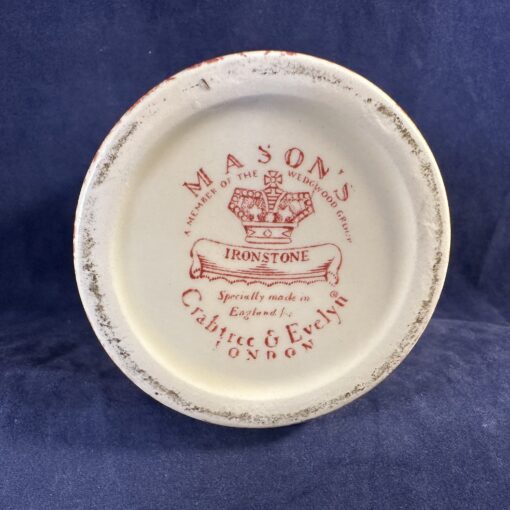 MASON'S
A MEMBER OF THE WEDGWOOD GROUP
IRONSTONE
Specially made in
England for
Crabtree & Evelyn®
LONDON